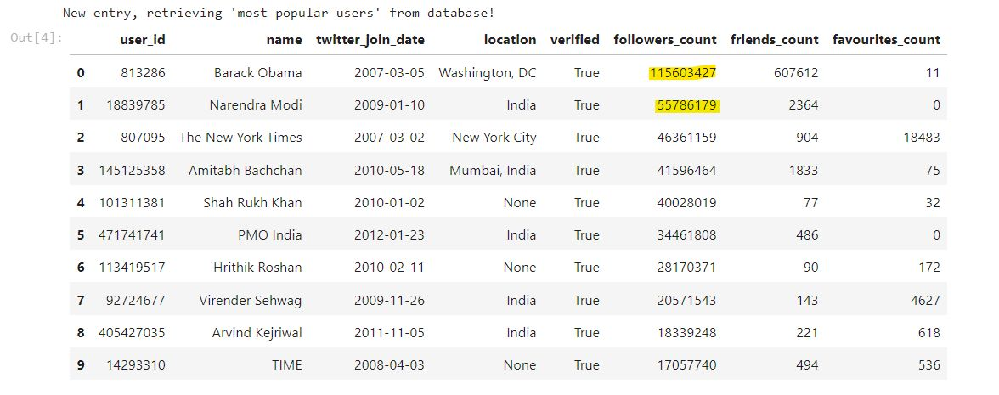 New entry, retrieving 'most popular users' from database!
Out[4]:
user_id name twitter_join_date location verified followers_count friends_count favourites_count
0 813286 Barack Obama 2007-03-05 Washington, DC True 115603427 607612 11
1 18839785 Narendra Modi 2009-01-10 India True 55786179 2364 0
2 807095 The New York Times 2007-03-02 New York City True 46361159 904 18483
3 145125358 Amitabh Bachchan 2010-05-18 Mumbai, India True 41596464 1833 75
4 101311381 Shah Rukh Khan 2010-01-02 None True 40028019 77 32
5 471741741 PMO India 2012-01-23 India True 34461808 486 0
6 113419517 Hrithik Roshan 2010-02-11 None True 28170371 90 172
7 92724677 Virender Sehwag 2009-11-26 India True 20571543 143 4627
8 405427035 Arvind Kejriwal 2011-11-05 India True 18339248 221 618
9 14293310 TIME 2008-04-03 None True 17057740 494 536